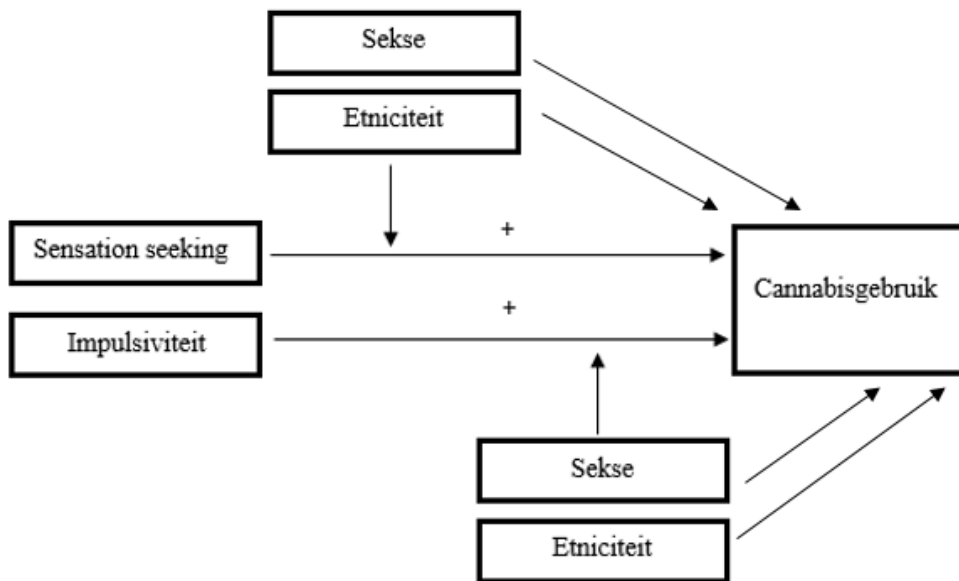 Sekse
Etniciteit
+
Sensation seeking
Cannabisgebruik
+
Impulsiviteit
Sekse
Etniciteit